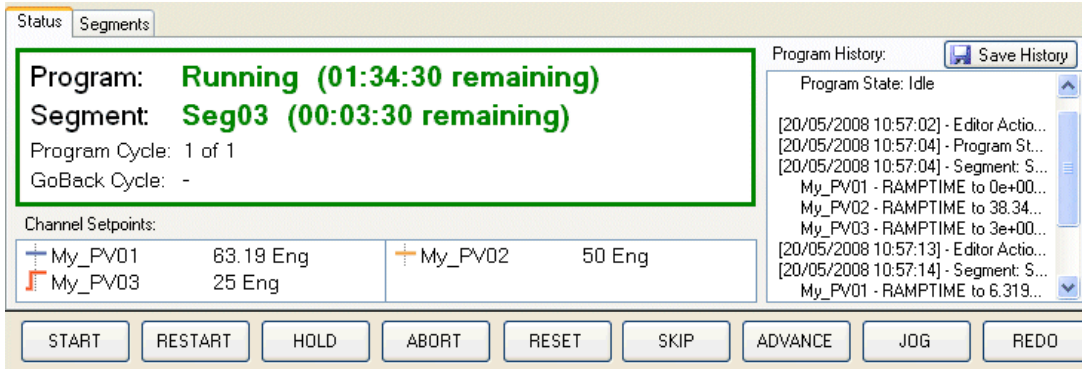 Status Segments
Program: Running (01:34:30 remaining)
Segment: Seg03 (00:03:30 remaining)
Program Cycle: 1 of 1
GoBack Cycle: -
Channel Setpoints:
My_PV01 63.19 Eng My_PV02 50 Eng
My_PV03 25 Eng
Program History: Save History
Program State: Idle
[20/05/2008 10:57:02] - Editor Actio...
[20/05/2008 10:57:04] - Program St...
[20/05/2008 10:57:04] - Segment: S...
My_PV01 - RAMPTIME to 0e+00...
My_PV02 - RAMPTIME to 38.34...
My_PV03 - RAMPTIME to 3e+00...
[20/05/2008 10:57:13] - Editor Actio...
[20/05/2008 10:57:14] - Segment: S...
My_PV01 - RAMPTIME to 6.319...
START RESTART HOLD ABORT RESET SKIP ADVANCE JOG REDO